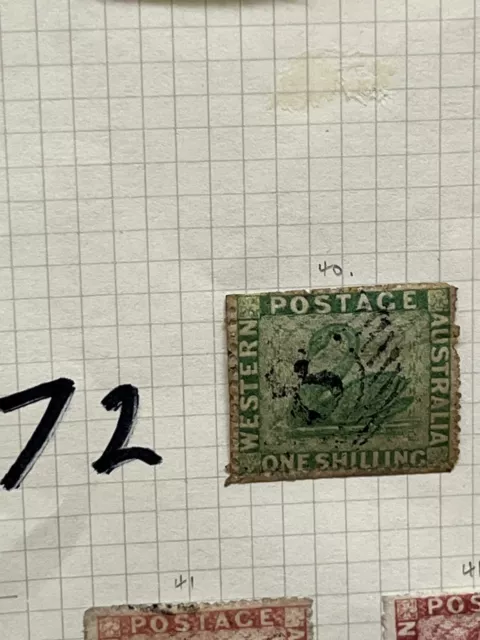 40.
POSTAGE
WESTERN
AUSTRALIA
ONE SHILLING
72
41
POSTAGE